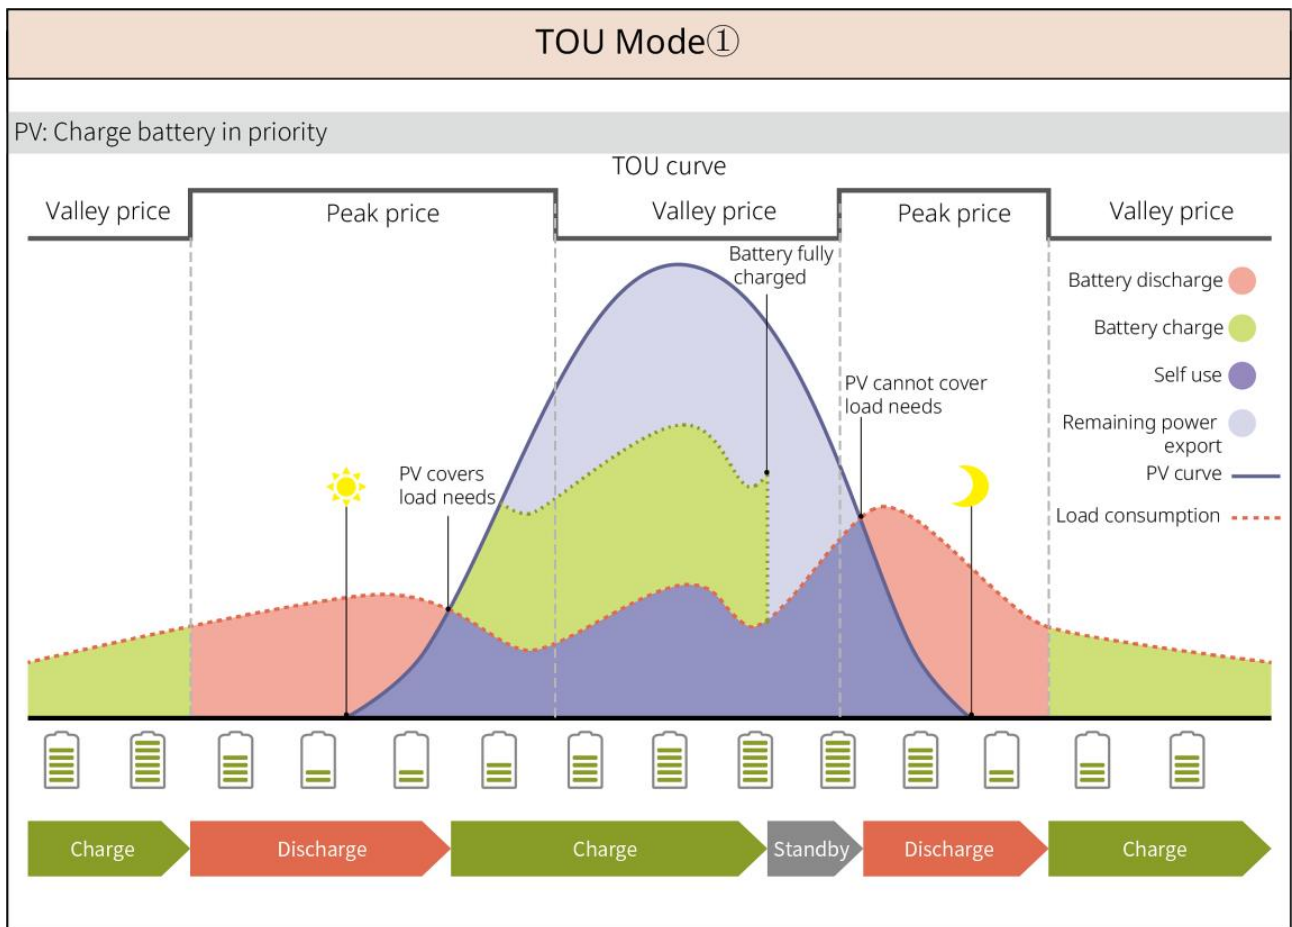 TOU Mode①
PV: Charge battery in priority
TOU curve
Valley price
Peak price
Valley price
Peak price
Valley price
Battery fully
charged
Battery discharge
Battery charge
Self use
Remaining power
export
PV curve
Load consumption
PV cannot cover
load needs
PV covers
load needs
Charge
Discharge
Charge
Standby
Discharge
Charge